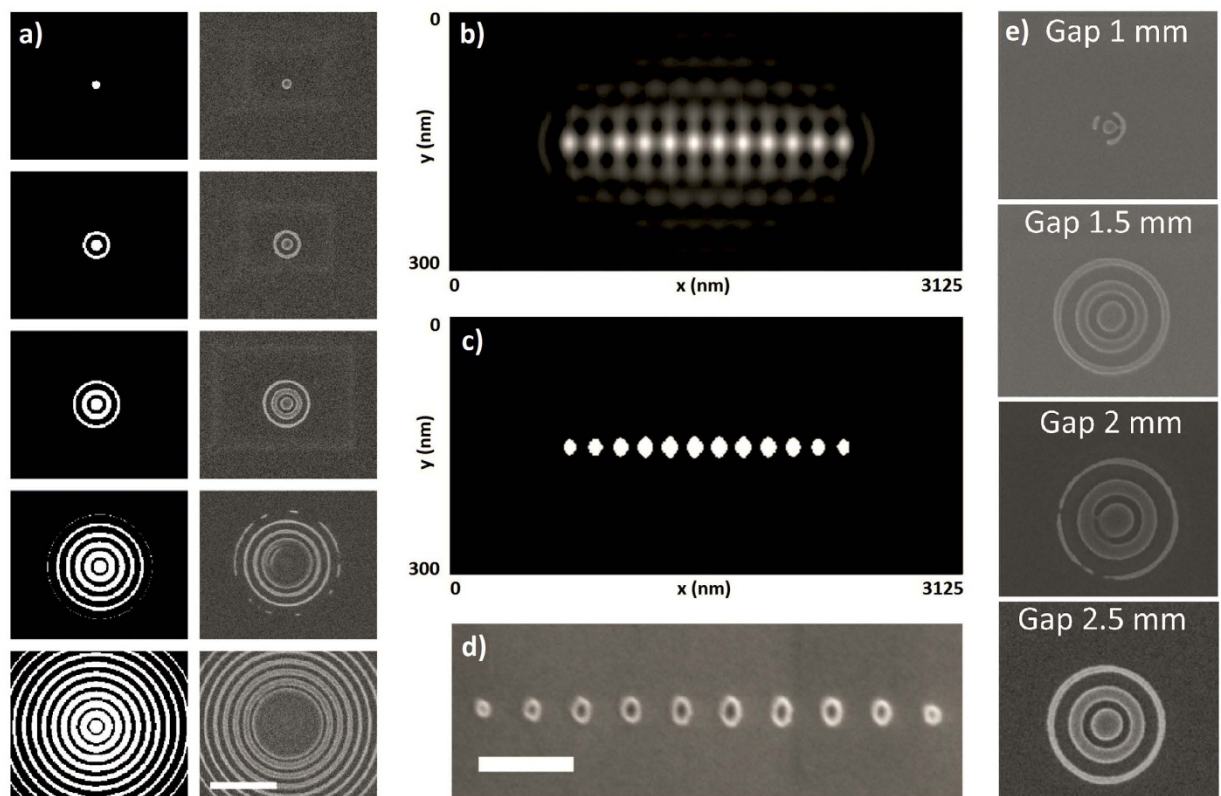 a)
b)
0
y (nm)
300
0
x (nm)
3125
c)
0
y (nm)
300
0
x (nm)
3125
d)
e) Gap 1 mm
Gap 1.5 mm
Gap 2 mm
Gap 2.5 mm